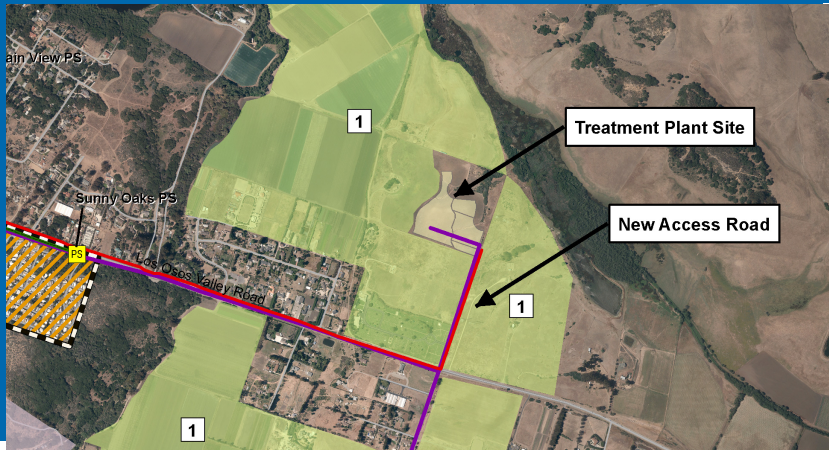 ain View PS
1
Treatment Plant Site
Sunny Oaks PS
New Access Road
PS
Los Osos Valley Road
1
1